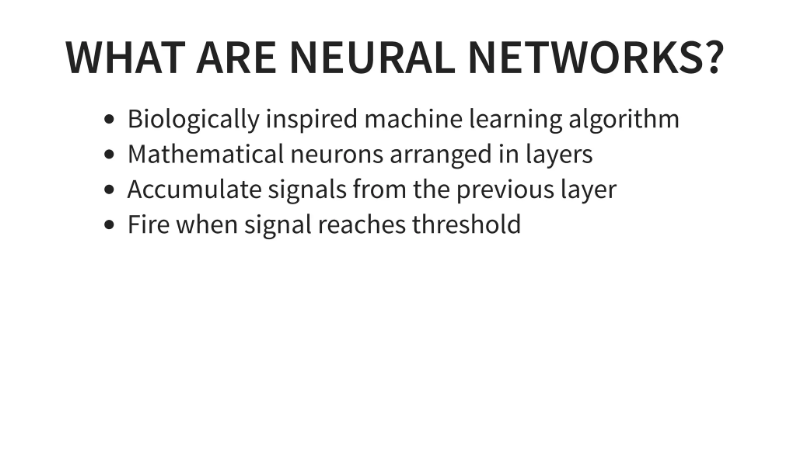 WHAT ARE NEURAL NETWORKS?
• Biologically inspired machine learning algorithm
• Mathematical neurons arranged in layers
• Accumulate signals from the previous layer
• Fire when signal reaches threshold